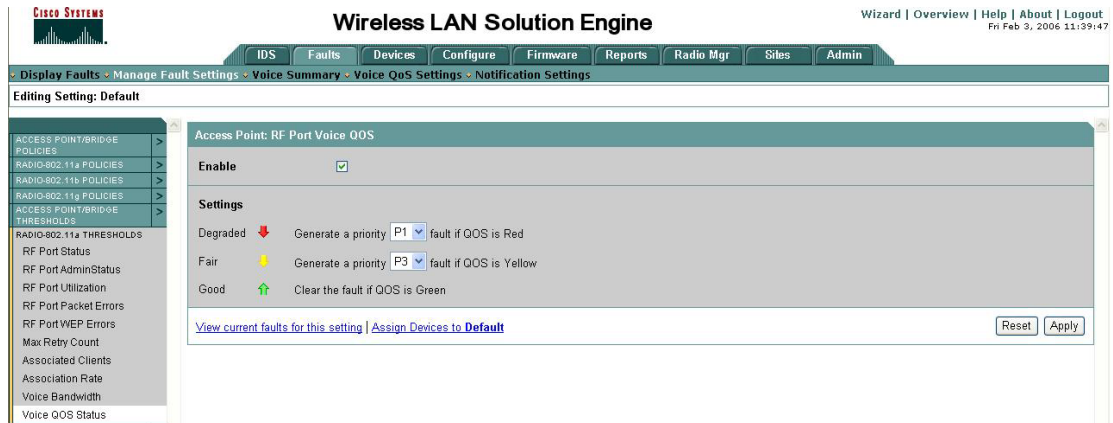 CISCO SYSTEMS
Wireless LAN Solution Engine
Wizard | Overview | Help | About | Logout
Fri Feb 3, 2006 11:39:47
IDS Faults Devices Configure Firmware Reports Radio Mgr Sites Admin
Display Faults Manage Fault Settings Voice Summary Voice QoS Settings Notification Settings
Editing Setting: Default
ACCESS POINT/BRIDGE
POLICIES >
RADIO-802.11a POLICIES >
RADIO-802.11b POLICIES >
RADIO-802.11g POLICIES >
ACCESS POINT/BRIDGE
THRESHOLDS >
RADIO-802.11a THRESHOLDS
RF Port Status
RF Port AdminStatus
RF Port Utilization
RF Port Packet Errors
RF Port WEP Errors
Max Retry Count
Associated Clients
Association Rate
Voice Bandwidth
Voice QOS Status
Access Point: RF Port Voice QOS
Enable
Settings
Degraded Generate a priority P1 fault if QOS is Red
Fair Generate a priority P3 fault if QOS is Yellow
Good Clear the fault if QOS is Green
View current faults for this setting | Assign Devices to Default
Reset Apply